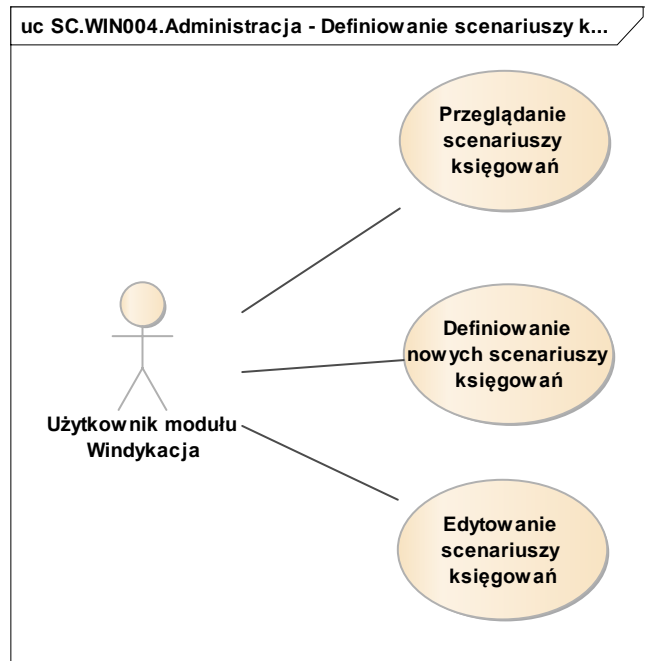 uc SC.WIN004.Administracja - Definiowanie scenariuszy k...
Przeglądanie
scenariuszy
księgowań
Definiowanie
nowych scenariuszy
księgowań
Użytkownik modułu
Windykacja
Edytowanie
scenariuszy
księgowań